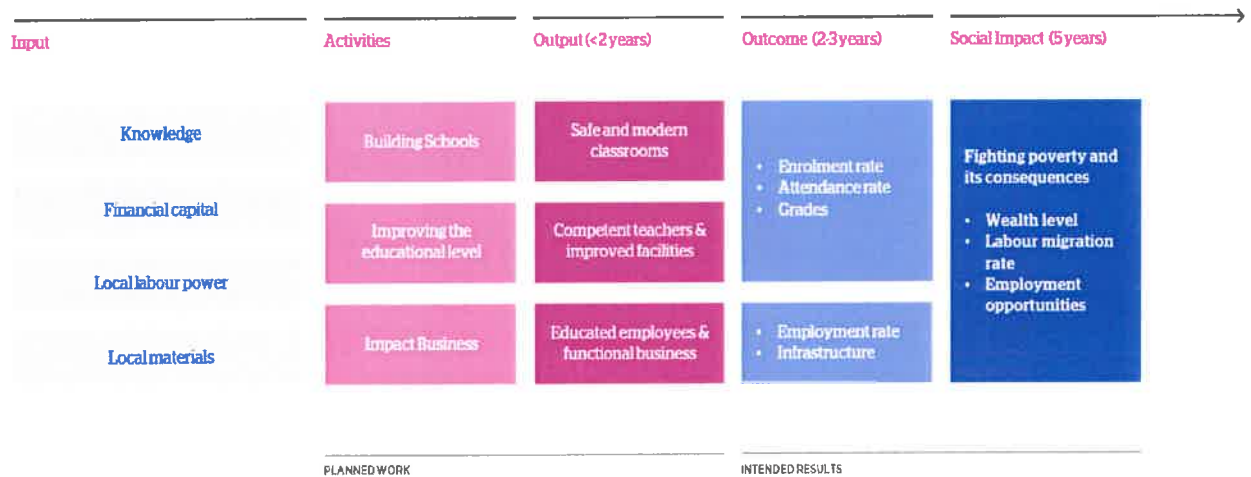 Input
Activities
Output (<2 years)
Outcome (2-3 years)
Social Impact (5 years)
Knowledge
Financial capital
Local labour power
Local materials
Building Schools
Improving the
educational level
Impact Business
Safe and modern
classrooms
Competent teachers &
improved facilities
Educated employees &
functional business
• Enrolment rate
• Attendance rate
• Grades
• Employment rate
• Infrastructure
Fighting poverty and
its consequences
• Wealth level
• Labour migration
rate
• Employment
opportunities
PLANNED WORK
INTENDED RESULTS